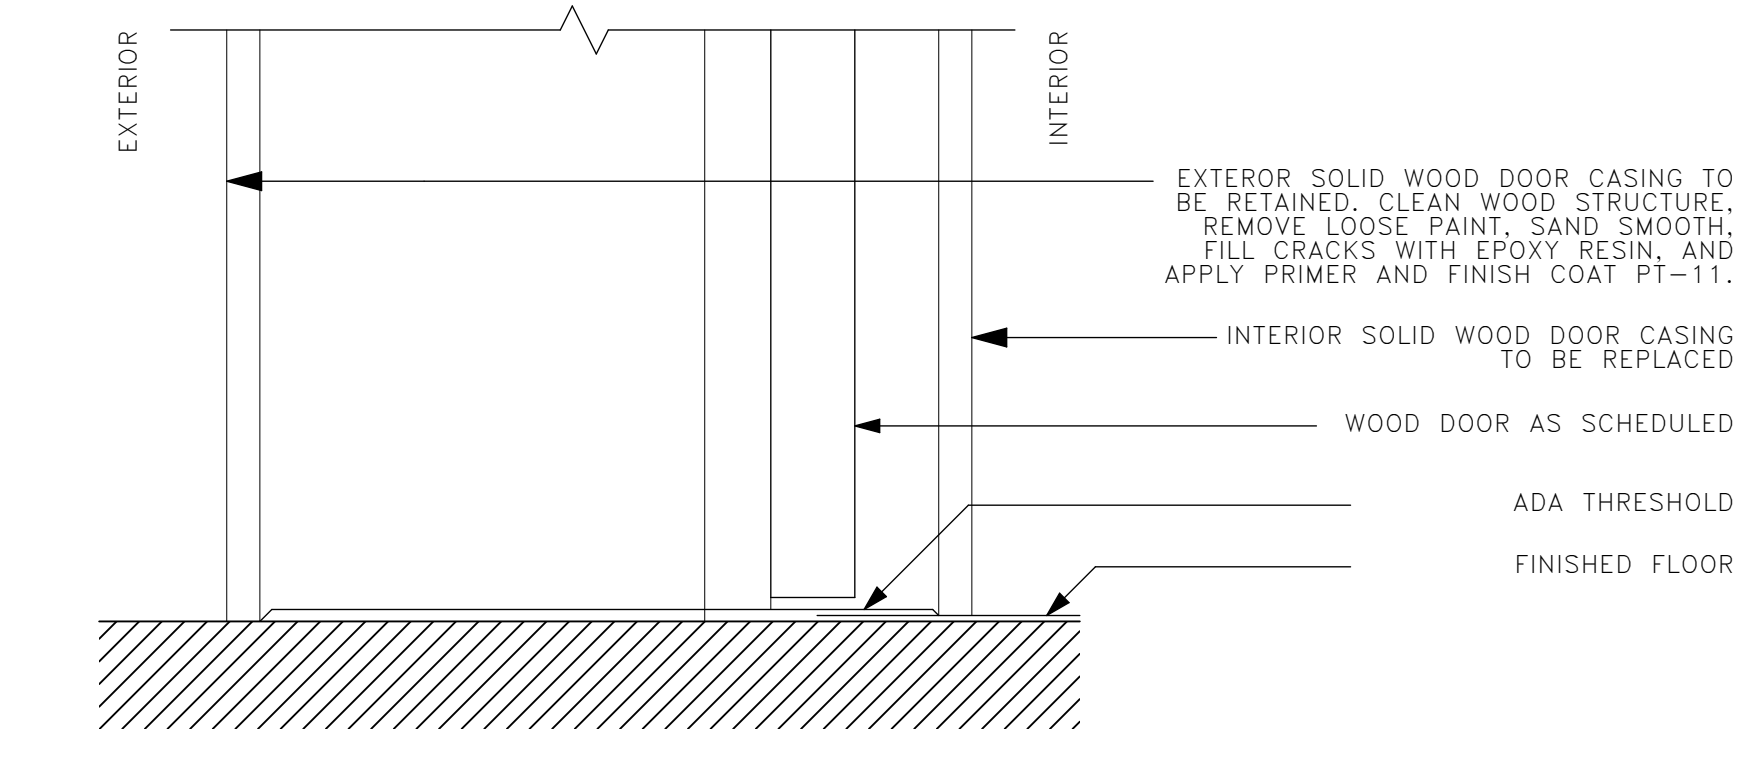 EXTERIOR
INTERIOR
EXTEROR SOLID WOOD DOOR CASING TO
BE RETAINED. CLEAN WOOD STRUCTURE,
REMOVE LOOSE PAINT, SAND SMOOTH,
FILL CRACKS WITH EPOXY RESIN, AND
APPLY PRIMER AND FINISH COAT PT-11.
INTERIOR SOLID WOOD DOOR CASING
TO BE REPLACED
WOOD DOOR AS SCHEDULED
ADA THRESHOLD
FINISHED FLOOR